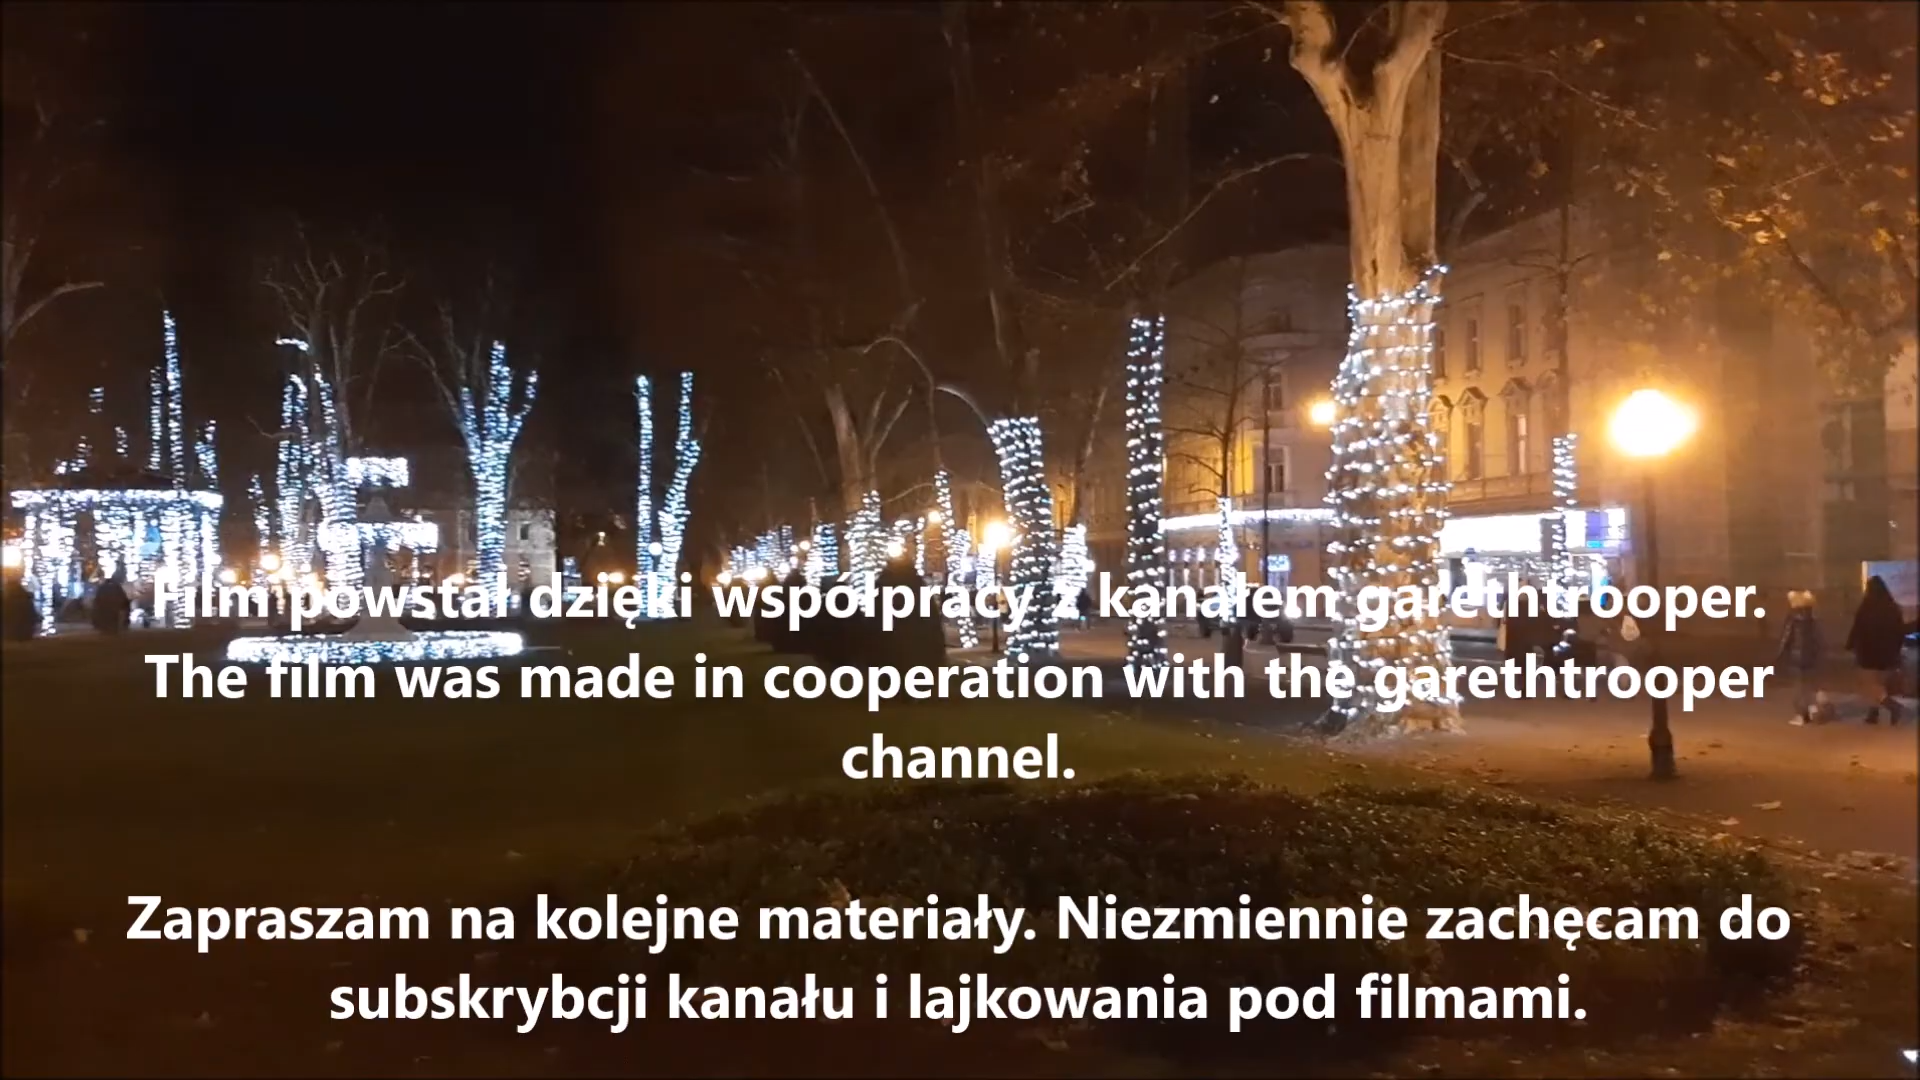 Film powstał dzięki współpracy z kanałem garethtrooper.
The film was made in cooperation with the garethtrooper
channel.
Zapraszam na kolejne materiały. Niezmiennie zachęcam do
subskrybcji kanału i lajkowania pod filmami.